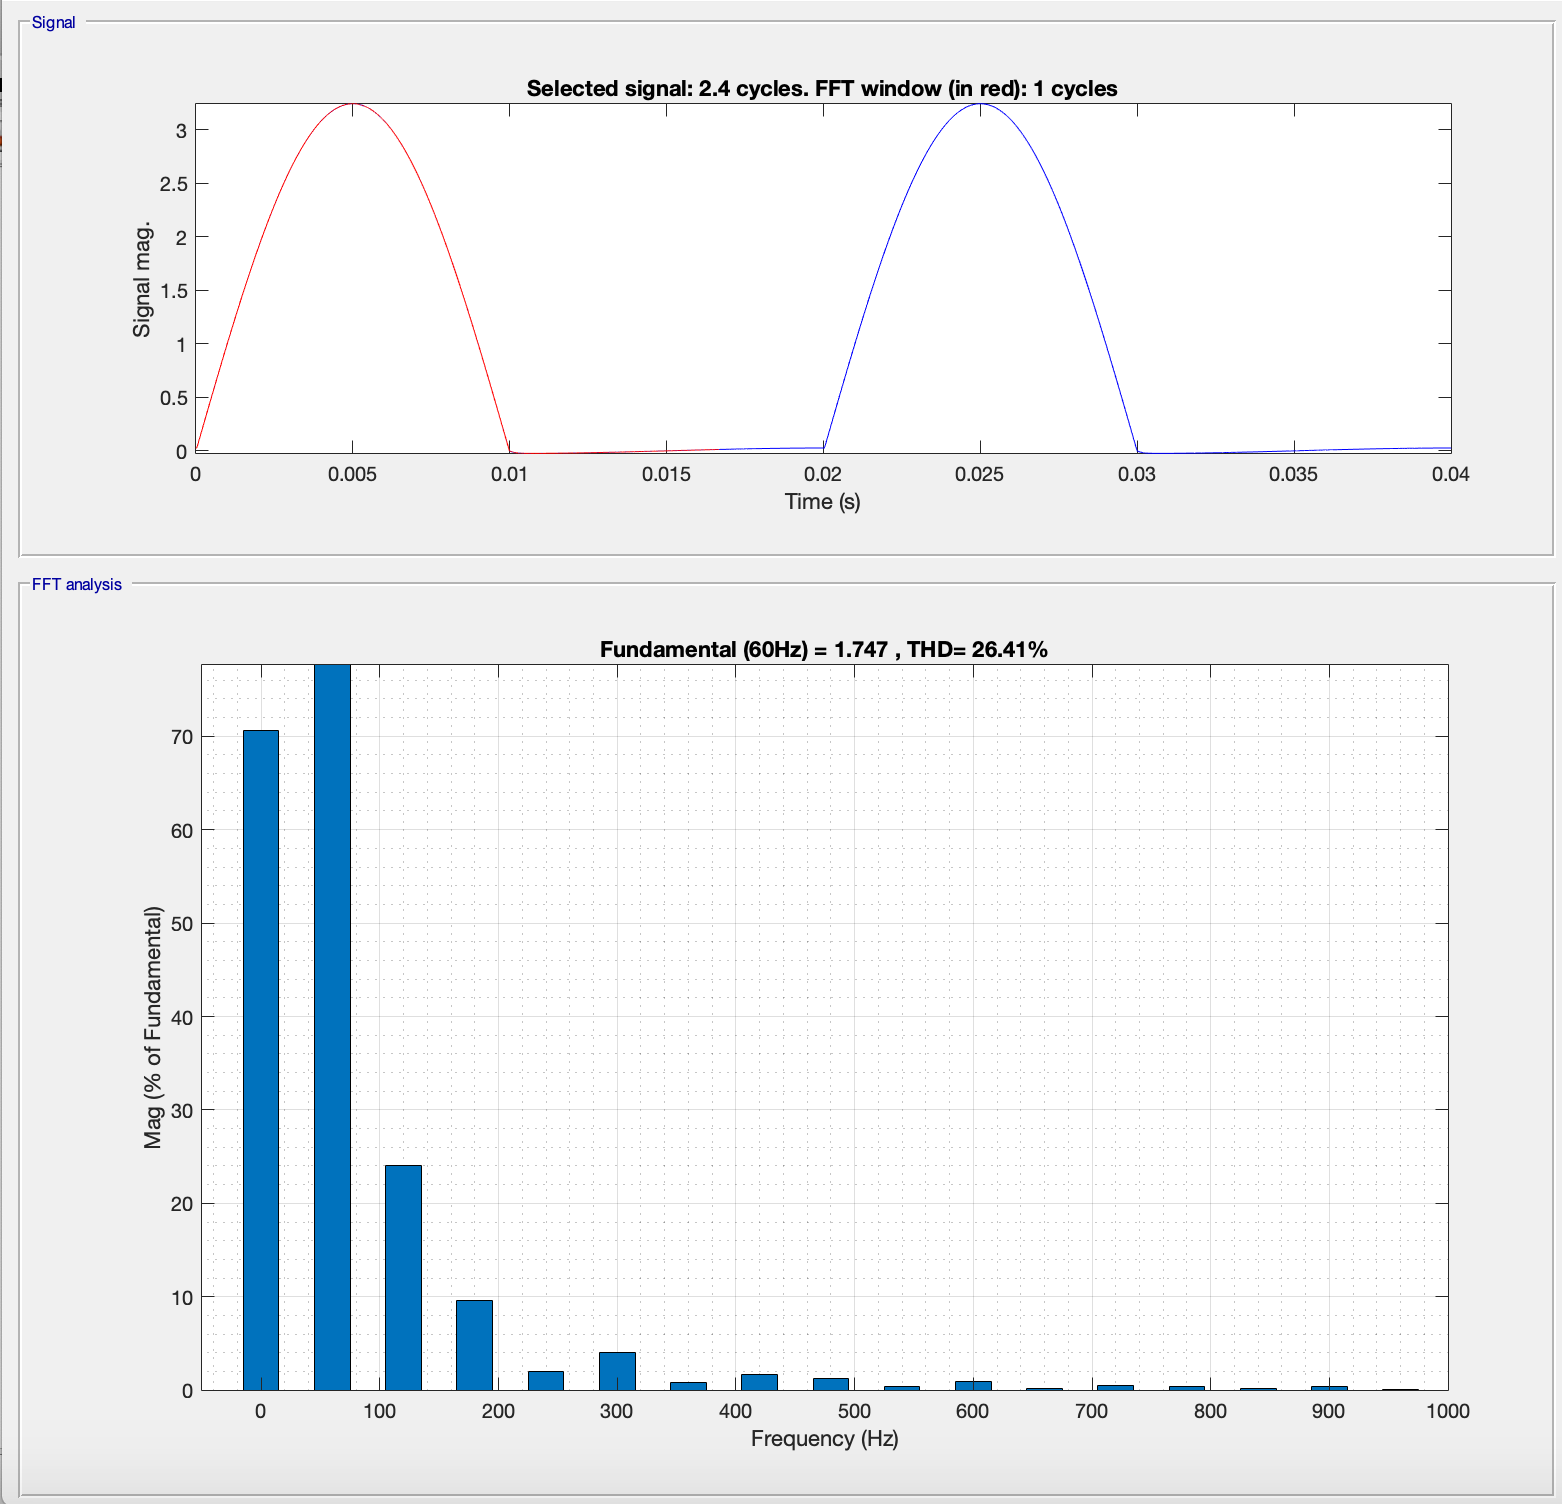 Signal
Selected signal: 2.4 cycles. FFT window (in red): 1 cycles
3
2.5
2
1.5
1
0.5
0
Signal mag.
0 0.005 0.01 0.015 0.02 0.025 0.03 0.035 0.04
Time (s)
FFT analysis
Fundamental (60Hz) = 1.747 , THD= 26.41%
70
60
50
40
30
20
10
0
Mag (% of Fundamental)
0 100 200 300 400 500 600 700 800 900 1000
Frequency (Hz)